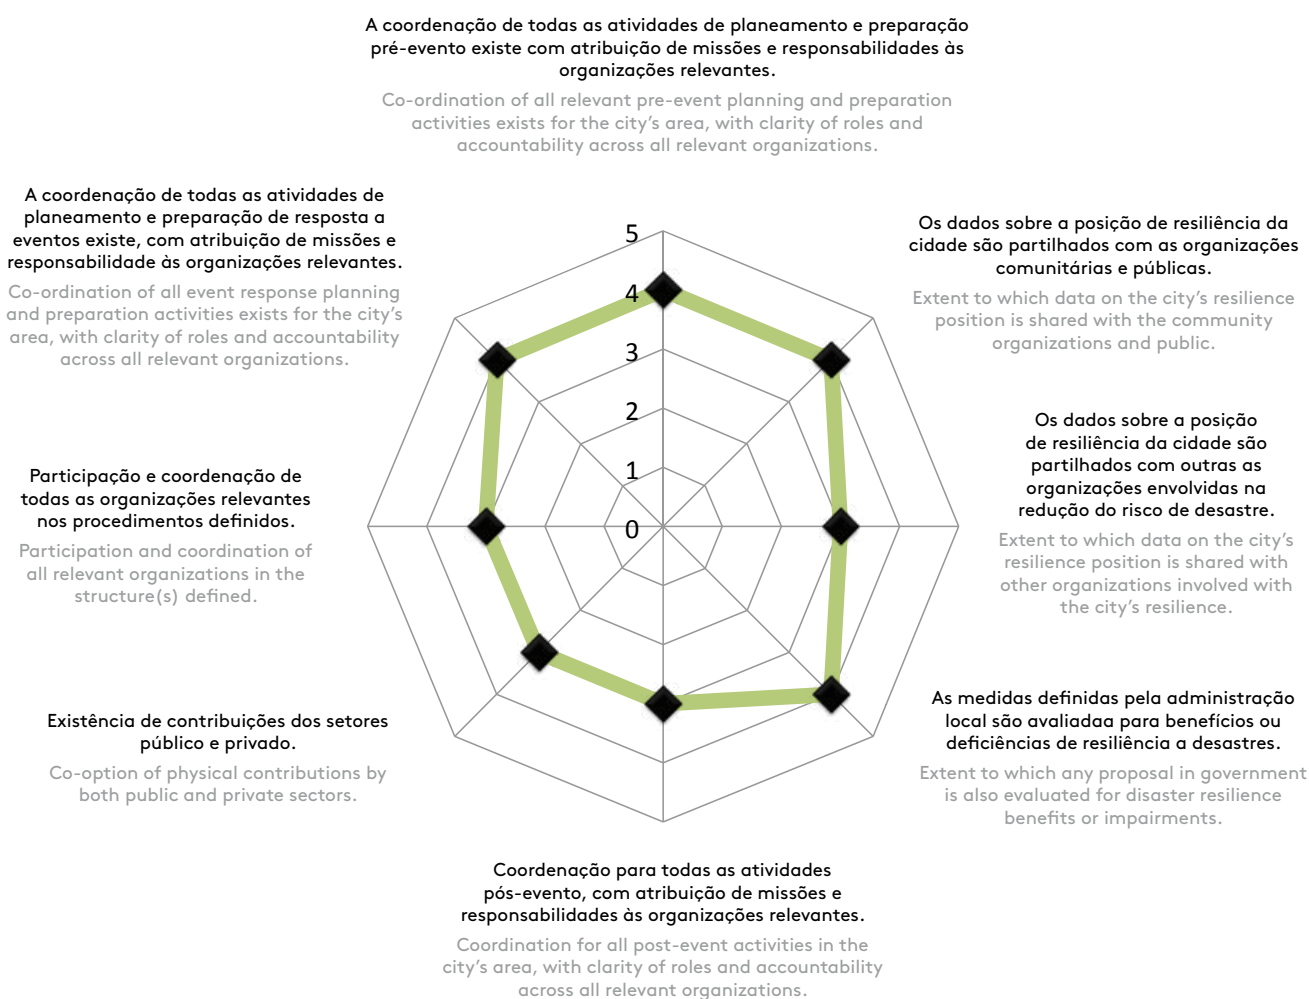 A coordenação de todas as atividades de planeamento e preparação
pré-evento existe com atribuição de missões e responsabilidades às
organizações relevantes.
Co-ordination of all relevant pre-event planning and preparation
activities exists for the city’s area, with clarity of roles and
accountability across all relevant organizations.
A coordenação de todas as atividades de
planeamento e preparação de resposta a
eventos existe, com atribuição de missões e
responsabilidade às organizações relevantes.
Co-ordination of all event response planning
and preparation activities exists for the city’s
area, with clarity of roles and accountability
across all relevant organizations.
Os dados sobre a posição de resiliência da
cidade são partilhados com as organizações
comunitárias e públicas.
Extent to which data on the city’s resilience
position is shared with the community
organizations and public.
5
4
3
2
1
0
Os dados sobre a posição
de resiliência da cidade são
partilhados com outras as
organizações envolvidas na
redução do risco de desastre.
Extent to which data on the city’s
resilience position is shared with
other organizations involved with
the city’s resilience.
Participação e coordenação de
todas as organizações relevantes
nos procedimentos definidos.
Participation and coordination of
all relevant organizations in the
structure(s) defined.
As medidas definidas pela administração
local são avaliadaa para benefícios ou
deficiências de resiliência a desastres.
Extent to which any proposal in government
is also evaluated for disaster resilience
benefits or impairments.
Existência de contribuições dos setores
público e privado.
Co-option of physical contributions by
both public and private sectors.
Coordenação para todas as atividades
pós-evento, com atribuição de missões e
responsabilidades às organizações relevantes.
Coordination for all post-event activities in the
city’s area, with clarity of roles and accountability
across all relevant organizations.